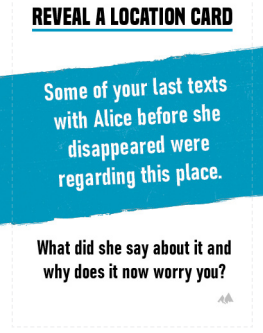 REVEAL A LOCATION CARD
Some of your last texts
with Alice before she
disappeared were
regarding this place.
What did she say about it and
why does it now worry you?